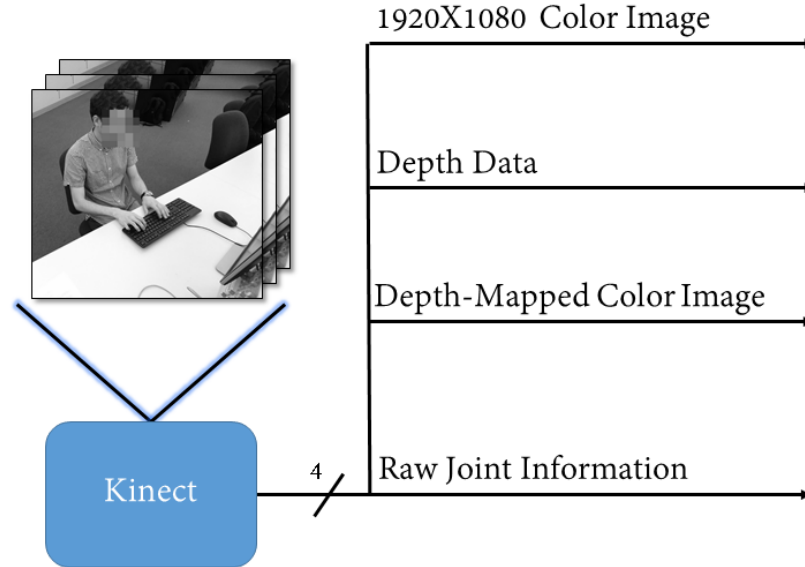 1920X1080 Color Image
Depth Data
Depth-Mapped Color Image
4
Raw Joint Information
Kinect